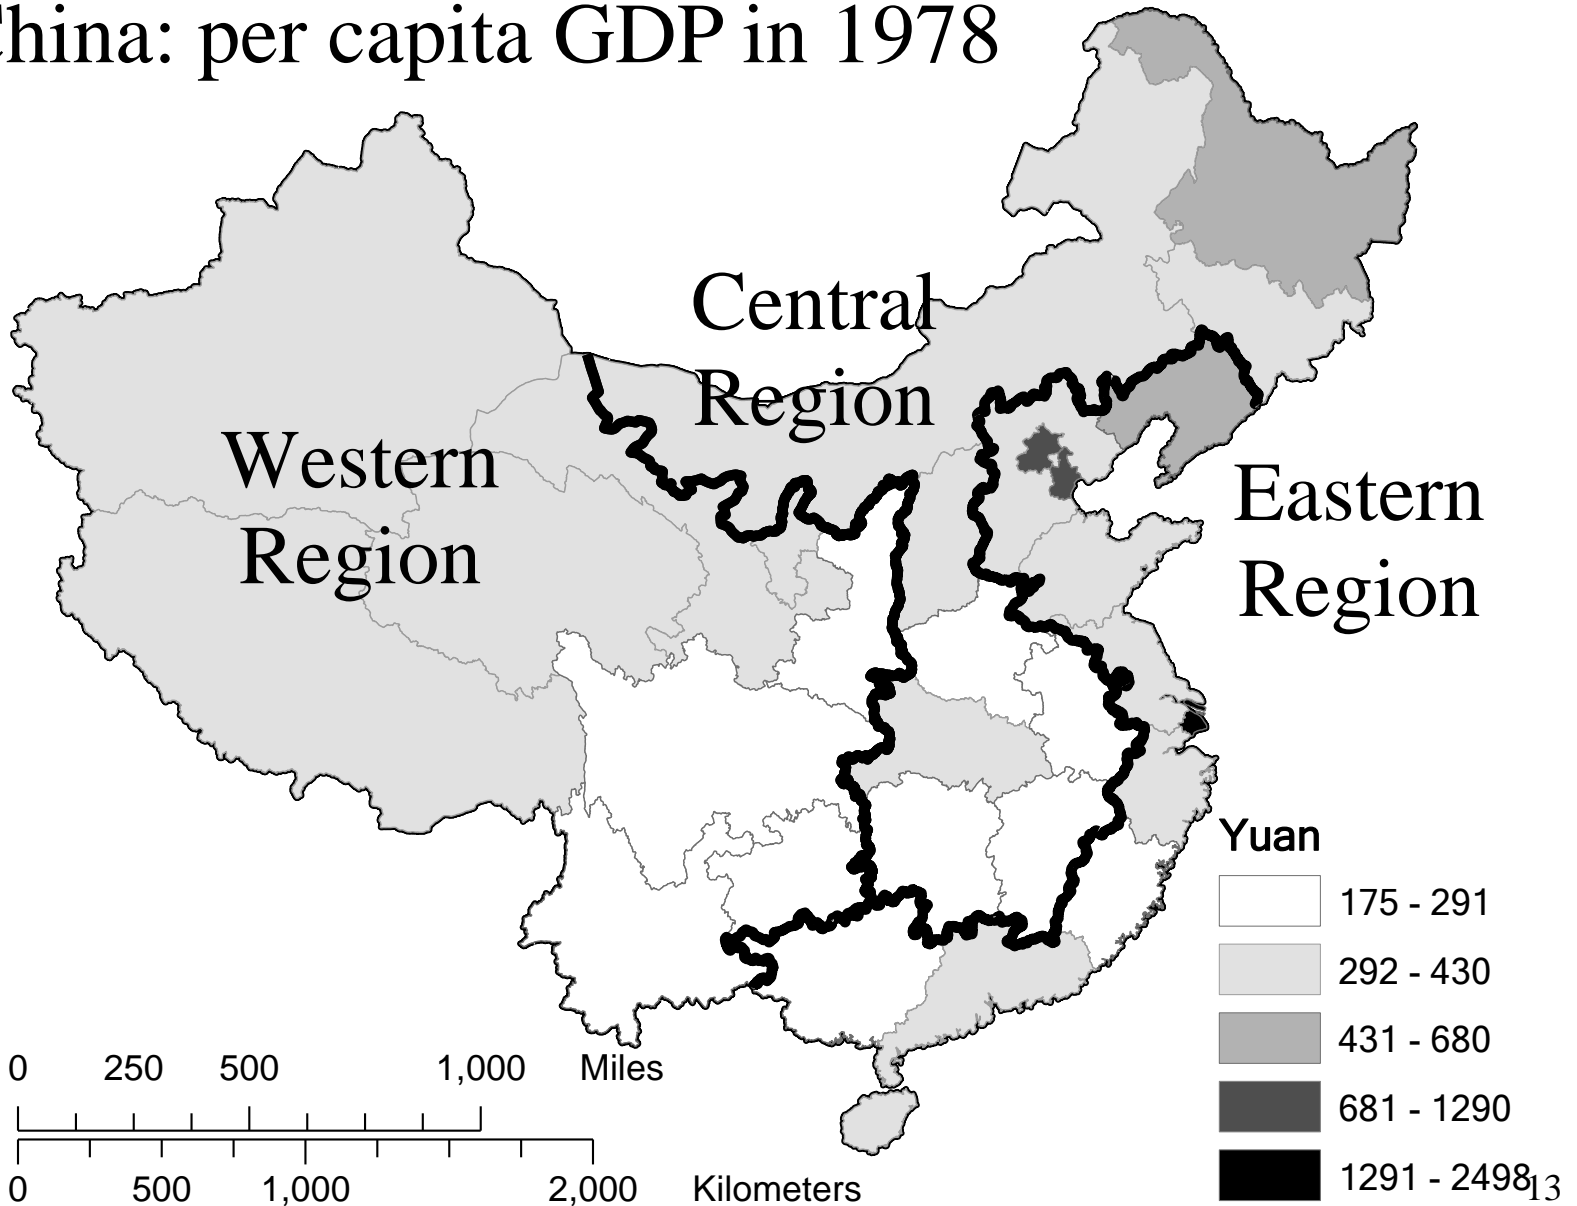 hina: per capita GDP in 1978
Central
Region
Western
Region
Eastern
Region
Yuan
175 - 291
292 - 430
431 - 680
681 - 1290
1291 - 2498
13
0 250 500 1,000 Miles
0 500 1,000 2,000 Kilometers